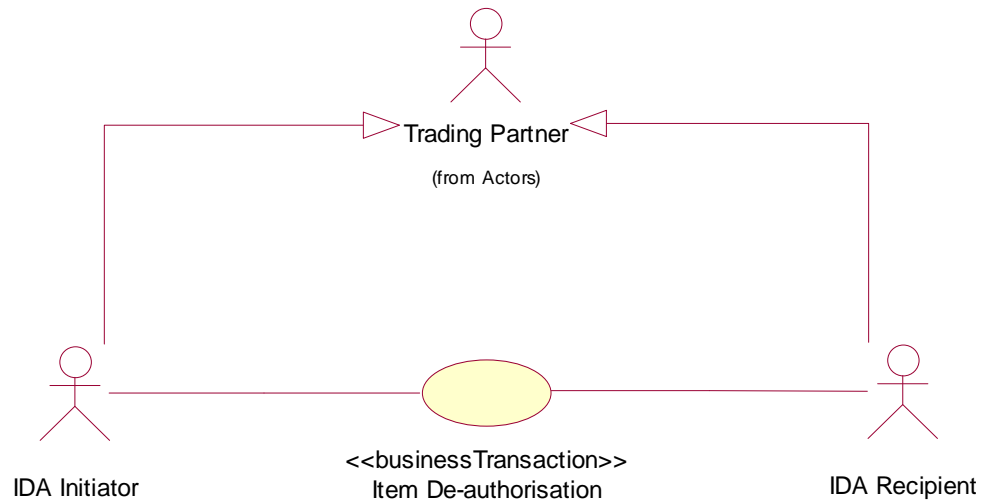 Trading Partner
(from Actors)
IDA Initiator
<<businessTransaction>>
Item De-authorisation
IDA Recipient